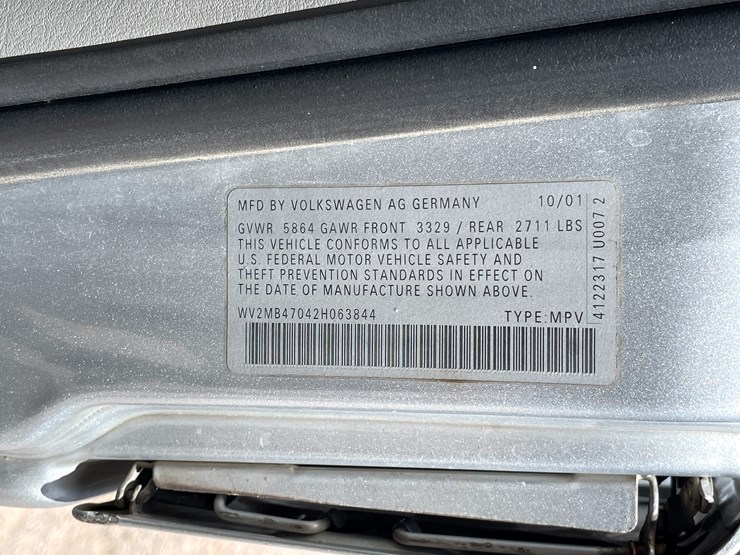 MFD BY VOLKSWAGEN AG GERMANY 10/01
GVWR 5864 GAWR FRONT 3329 / REAR 2711 LBS
THIS VEHICLE CONFORMS TO ALL APPLICABLE
U.S. FEDERAL MOTOR VEHICLE SAFETY AND
THEFT PREVENTION STANDARDS IN EFFECT ON
THE DATE OF MANUFACTURE SHOWN ABOVE.
WV2MB47042H063844 TYPE:MPV
4122317 U007 2